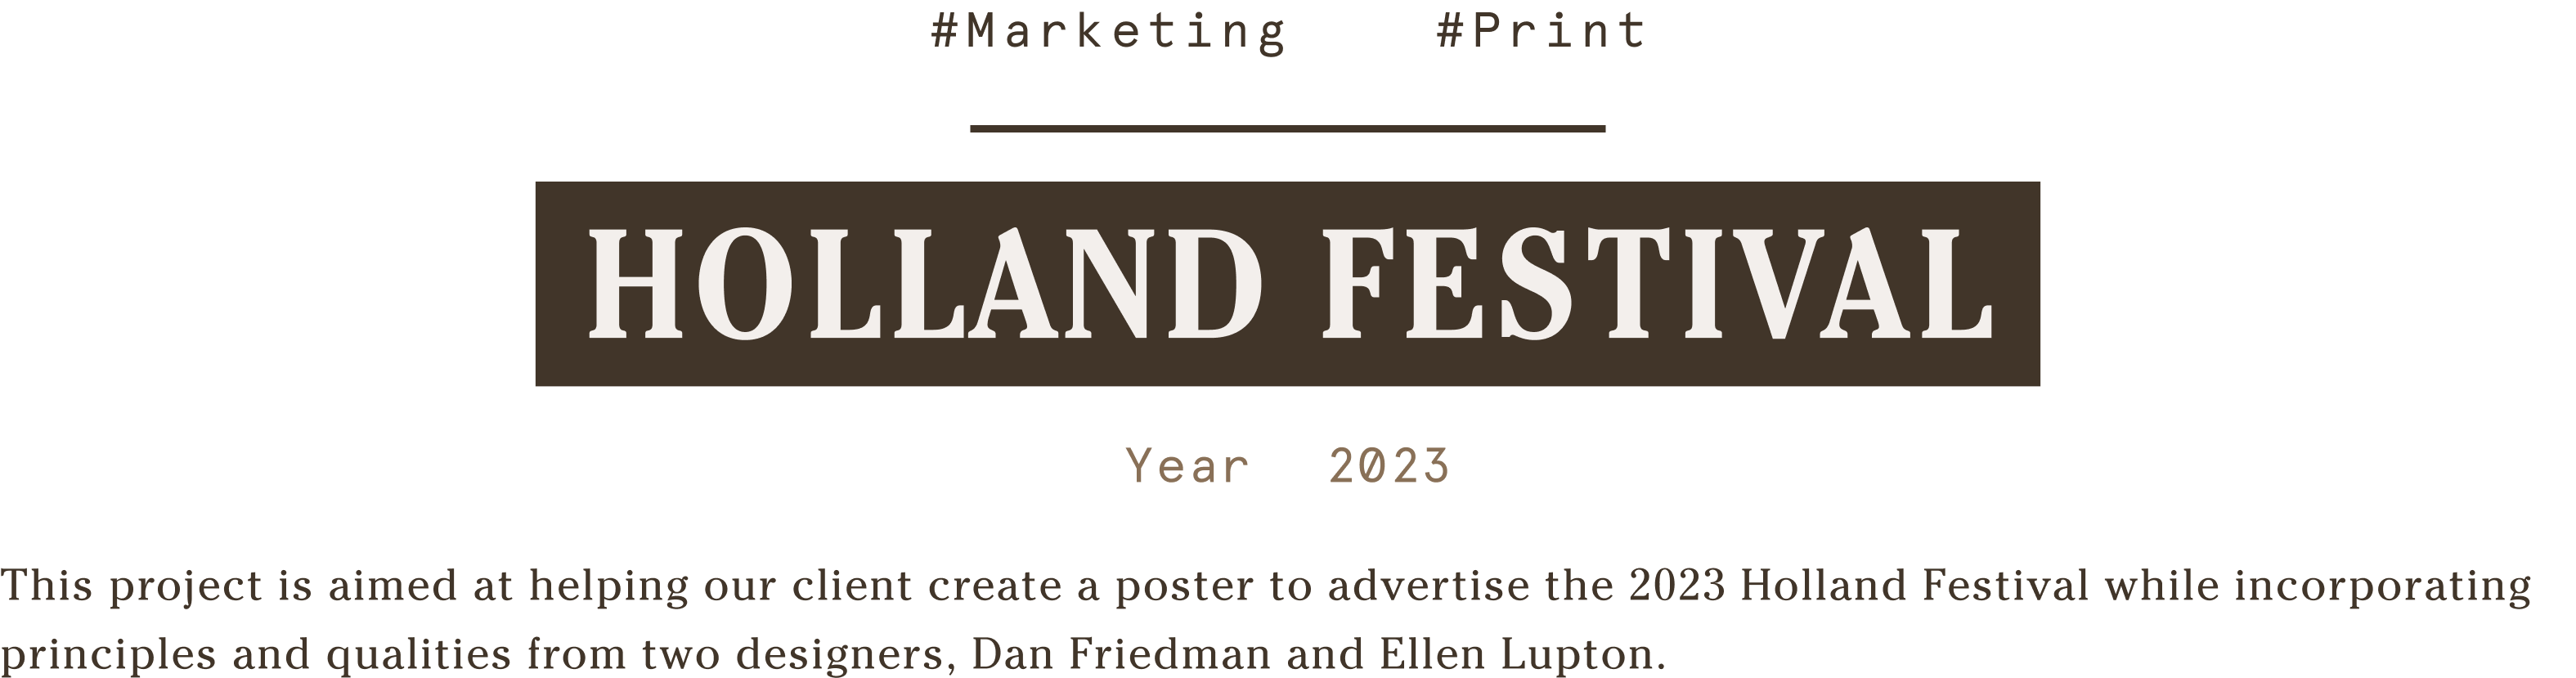 #Marketing #Print
HOLLAND FESTIVAL
Year 2023
This project is aimed at helping our client create a poster to advertise the 2023 Holland Festival while incorporating
principles and qualities from two designers, Dan Friedman and Ellen Lupton.